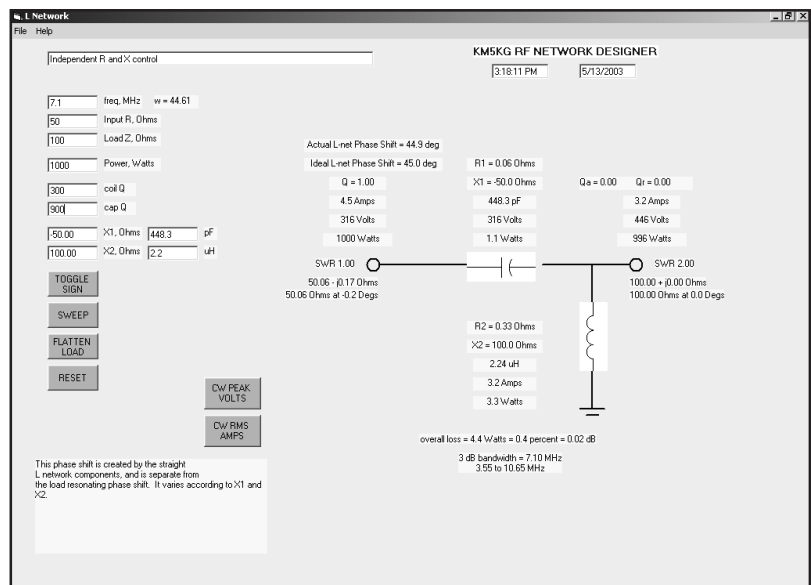 L Network
File Help
Independent R and X control
KM5KG RF NETWORK DESIGNER
3:18:11 PM 5/13/2003
7.1 freq, MHz w = 44.61
50 Input R, Ohms
100 Load Z, Ohms
1000 Power, Watts
300 coil Q
900 cap Q
-50.00 X1, Ohms 448.3 pF
100.00 X2, Ohms 2.2 uH
TOGGLE
SIGN
SWEEP
FLATTEN
LOAD
RESET
CW PEAK
VOLTS
CW RMS
AMPS
This phase shift is created by the straight
L network components, and is separate from
the load resonating phase shift. It varies according to X1 and
X2.
Actual L-net Phase Shift = 44.9 deg
Ideal L-net Phase Shift = 45.0 deg
Q = 1.00
4.5 Amps
316 Volts
1000 Watts
SWR 1.00
50.06 - j0.17 Ohms
50.06 Ohms at -0.2 Degs
R1 = 0.06 Ohms
X1 = -50.0 Ohms
448.3 pF
316 Volts
1.1 Watts
Qa = 0.00 Qr = 0.00
3.2 Amps
446 Volts
996 Watts
SWR 2.00
100.00 + j0.00 Ohms
100.00 Ohms at 0.0 Degs
R2 = 0.33 Ohms
X2 = 100.0 Ohms
2.24 uH
3.2 Amps
3.3 Watts
overall loss = 4.4 Watts = 0.4 percent = 0.02 dB
3 dB bandwidth = 7.10 MHz
3.55 to 10.65 MHz